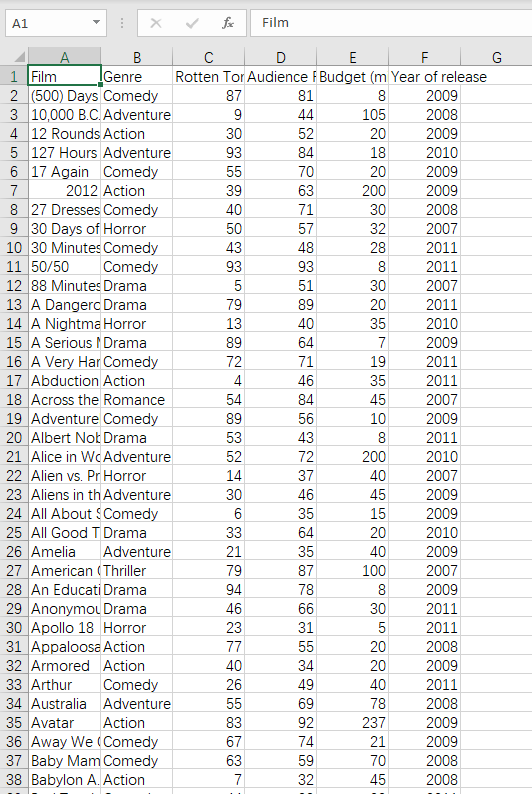 A1 fx Film
A B C D E F G
1 Film Genre Rotten Tor Audience Budget (m Year of release
2 (500) Days Comedy 87 81 8 2009
3 10,000 B.C. Adventure 9 44 105 2008
4 12 Rounds Action 30 52 20 2009
5 127 Hours Adventure 93 84 18 2010
6 17 Again Comedy 55 70 20 2009
7 2012 Action 39 63 200 2009
8 27 Dresses Comedy 40 71 30 2008
9 30 Days of Horror 50 57 32 2007
10 30 Minutes Comedy 43 48 28 2011
11 50/50 Comedy 93 93 8 2011
12 88 Minutes Drama 5 51 30 2007
13 A Dangero Drama 79 89 20 2011
14 A Nightma Horror 13 40 35 2010
15 A Serious Drama 89 64 7 2009
16 A Very Har Comedy 72 71 19 2011
17 Abduction Action 4 46 35 2011
18 Across the Romance 54 84 45 2007
19 Adventure Comedy 89 56 10 2009
20 Albert Nob Drama 53 43 8 2011
21 Alice in Wo Adventure 52 72 200 2010
22 Alien vs. Pr Horror 14 37 40 2007
23 Aliens in th Adventure 30 46 45 2009
24 All About S Comedy 6 35 15 2009
25 All Good T Drama 33 64 20 2010
26 Amelia Adventure 21 35 40 2009
27 American Thriller 79 87 100 2007
28 An Educati Drama 94 78 8 2009
29 Anonymou Drama 46 66 30 2011
30 Apollo 18 Horror 23 31 5 2011
31 Appaloosa Action 77 55 20 2008
32 Armored Action 40 34 20 2009
33 Arthur Comedy 26 49 40 2011
34 Australia Adventure 55 69 78 2008
35 Avatar Action 83 92 237 2009
36 Away We Comedy 67 74 21 2009
37 Baby Mam Comedy 63 59 70 2008
38 Babylon A. Action 7 32 45 2008